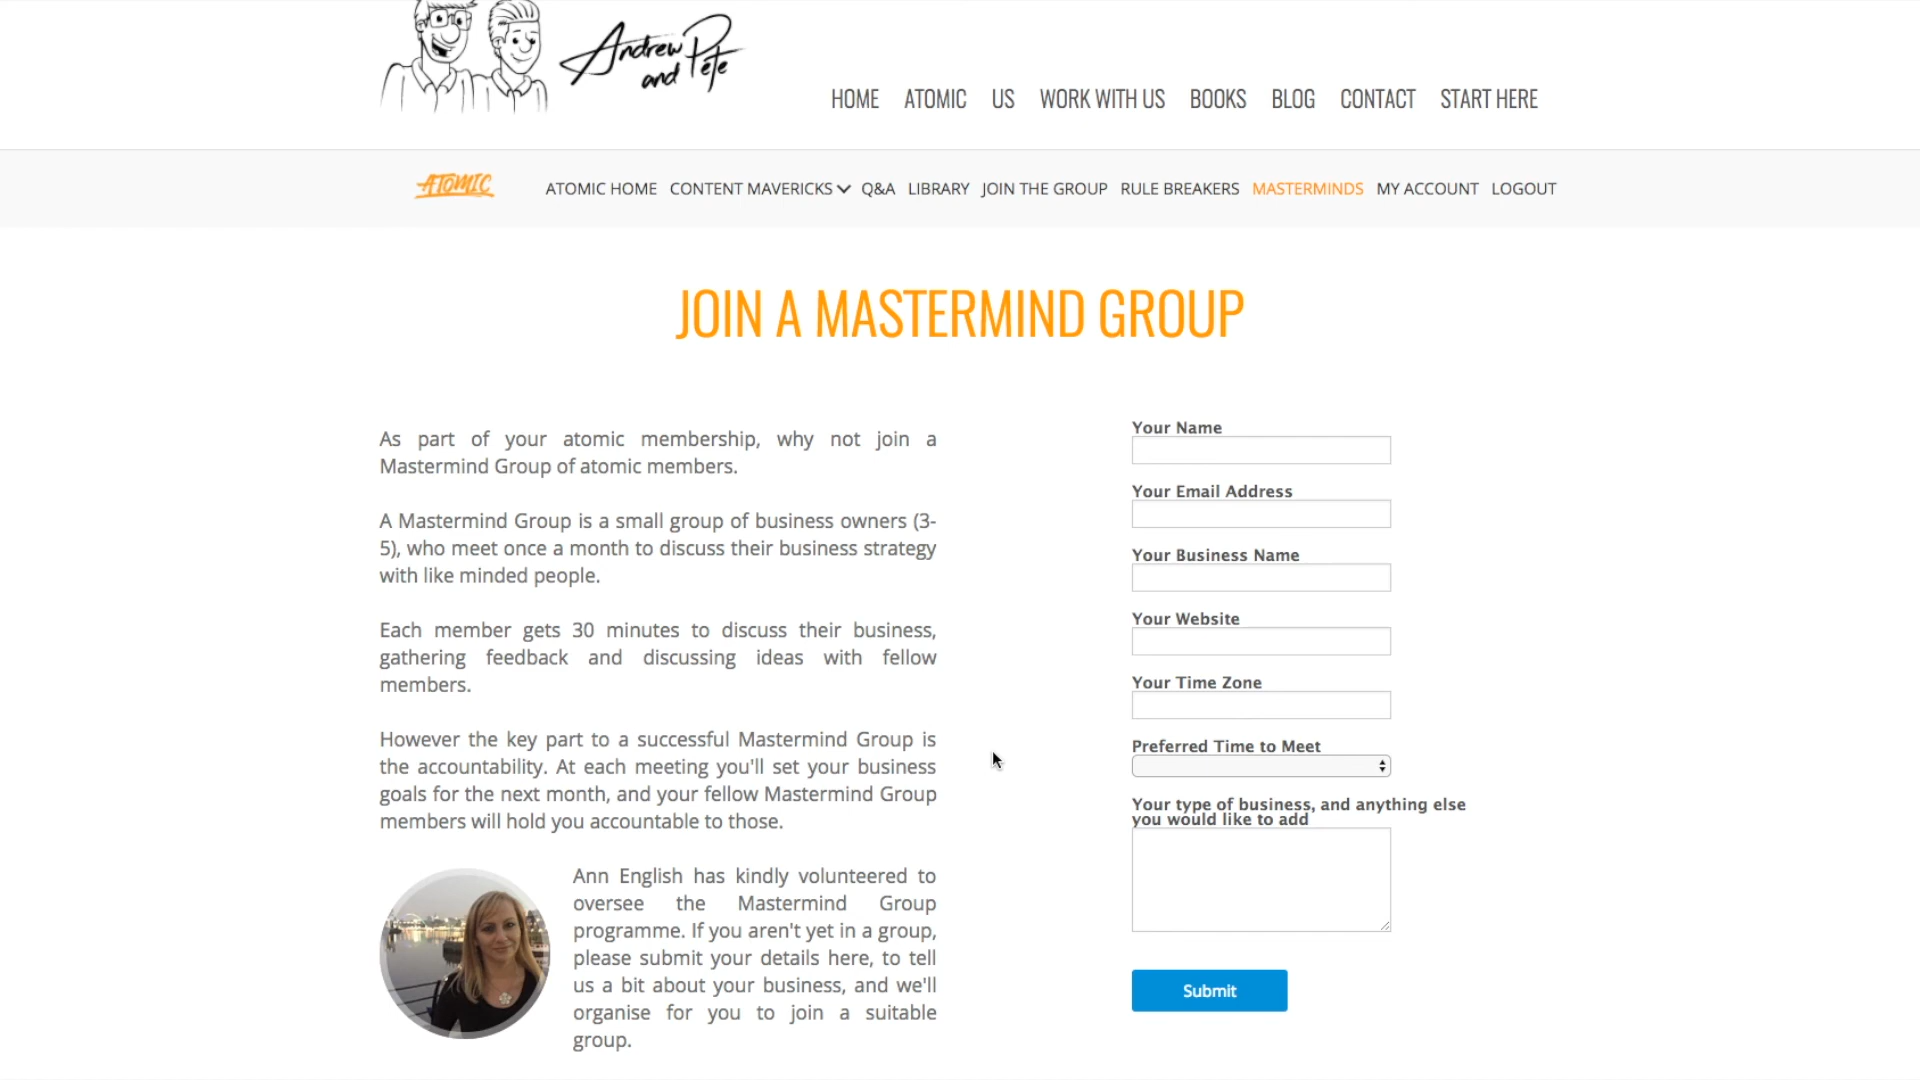 Andrew and Pete
HOME ATOMIC US WORK WITH US BOOKS BLOG CONTACT START HERE
ATOMIC
ATOMIC HOME CONTENT MAVERICKS Q&A LIBRARY JOIN THE GROUP RULE BREAKERS MASTERMINDS MY ACCOUNT LOGOUT
JOIN A MASTERMIND GROUP
As part of your atomic membership, why not join a
Mastermind Group of atomic members.
A Mastermind Group is a small group of business owners (3-
5), who meet once a month to discuss their business strategy
with like minded people.
Each member gets 30 minutes to discuss their business,
gathering feedback and discussing ideas with fellow
members.
However the key part to a successful Mastermind Group is
the accountability. At each meeting you'll set your business
goals for the next month, and your fellow Mastermind Group
members will hold you accountable to those.
Ann English has kindly volunteered to
oversee the Mastermind Group
programme. If you aren't yet in a group,
please submit your details here, to tell
us a bit about your business, and we'll
organise for you to join a suitable
group.
Your Name
Your Email Address
Your Business Name
Your Website
Your Time Zone
Preferred Time to Meet
Your type of business, and anything else
you would like to add
Submit